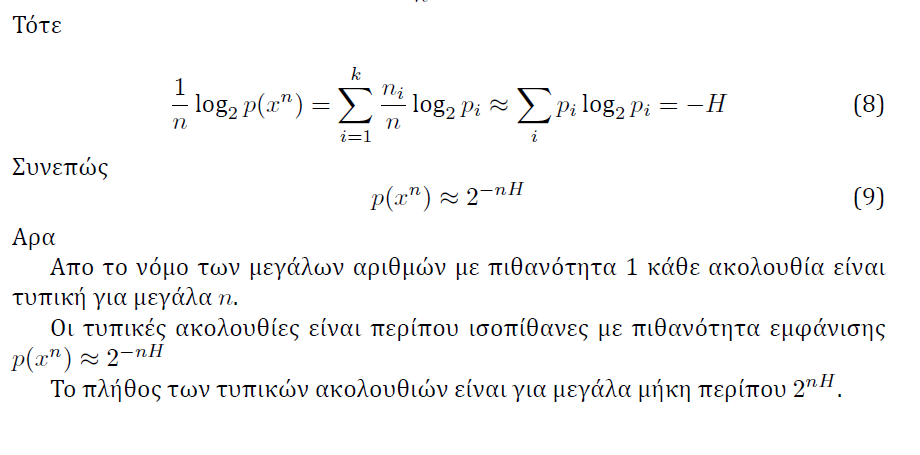 Τότε
$$\frac{1}{n}\log_2 p(x^n) = \sum_{i=1}^{k} \frac{n_i}{n}\log_2 p_i \approx \sum_i p_i \log_2 p_i = -H \quad (8)$$
Συνεπώς
$$p(x^n) \approx 2^{-nH} \quad (9)$$
Αρα
Απο το νόμο των μεγάλων αριθμών με πιθανότητα 1 κάθε ακολουθία είναι
τυπική για μεγάλα $n$.
Οι τυπικές ακολουθίες είναι περίπου ισοπίθανες με πιθανότητα εμφάνισης
$p(x^n) \approx 2^{-nH}$
Το πλήθος των τυπικών ακολουθιών είναι για μεγάλα μήκη περίπου $2^{nH}$.